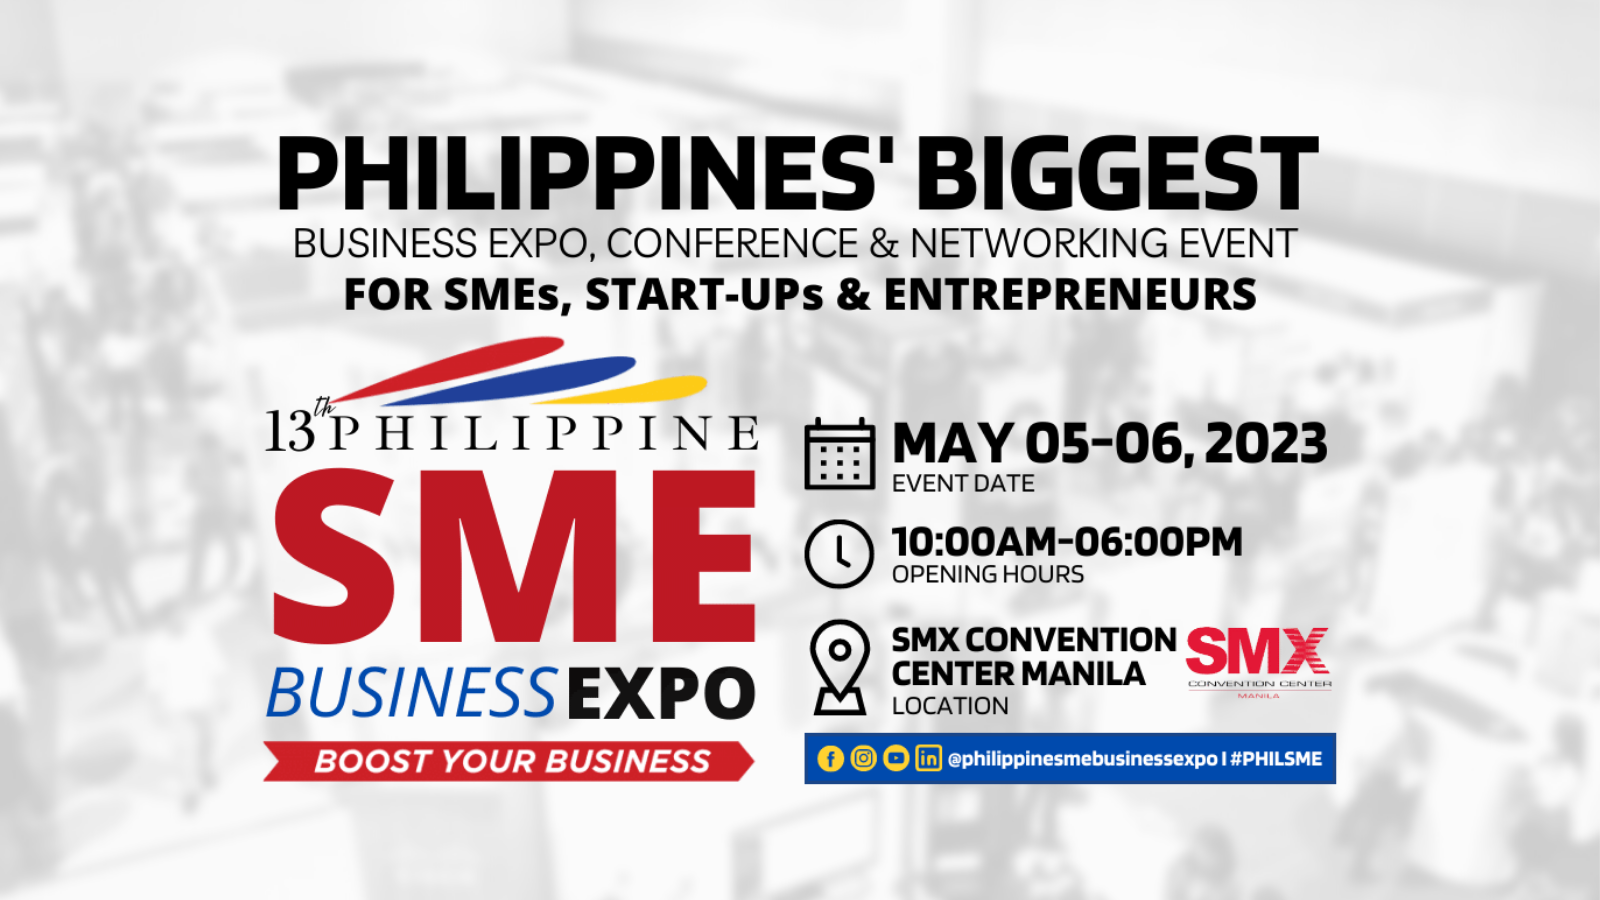 PHILIPPINES' BIGGEST
BUSINESS EXPO, CONFERENCE & NETWORKING EVENT
FOR SMEs, START-UPs & ENTREPRENEURS
13th PHILIPPINE
SME
BUSINESS EXPO
BOOST YOUR BUSINESS
MAY 05-06, 2023
EVENT DATE
10:00AM-06:00PM
OPENING HOURS
SMX CONVENTION
CENTER MANILA
LOCATION
SMX
CONVENTION CENTER
MANILA
@philippinesmebusinessexpo | #PHILSME